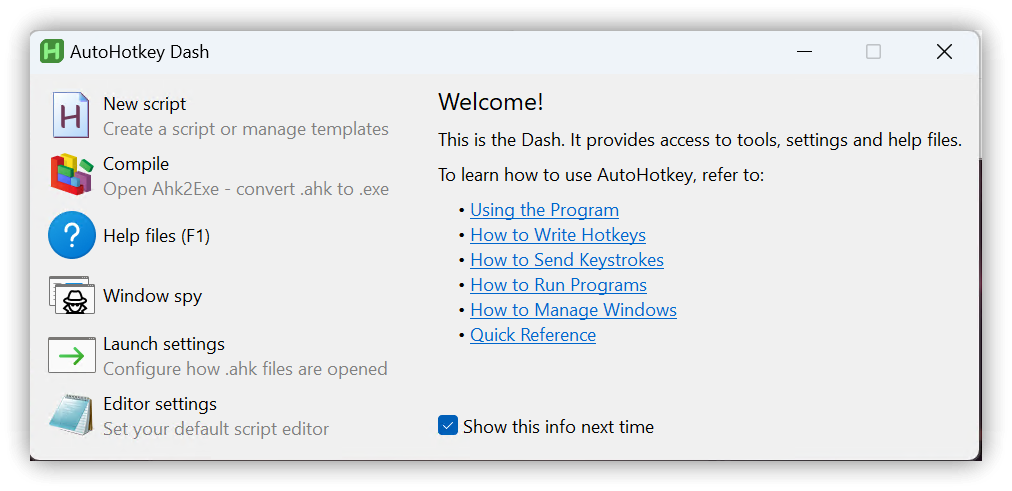 AutoHotkey Dash
New script
Create a script or manage templates
Compile
Open Ahk2Exe - convert .ahk to .exe
Help files (F1)
Window spy
Launch settings
Configure how .ahk files are opened
Editor settings
Set your default script editor
Welcome!
This is the Dash. It provides access to tools, settings and help files.
To learn how to use AutoHotkey, refer to:
• Using the Program
• How to Write Hotkeys
• How to Send Keystrokes
• How to Run Programs
• How to Manage Windows
• Quick Reference
Show this info next time